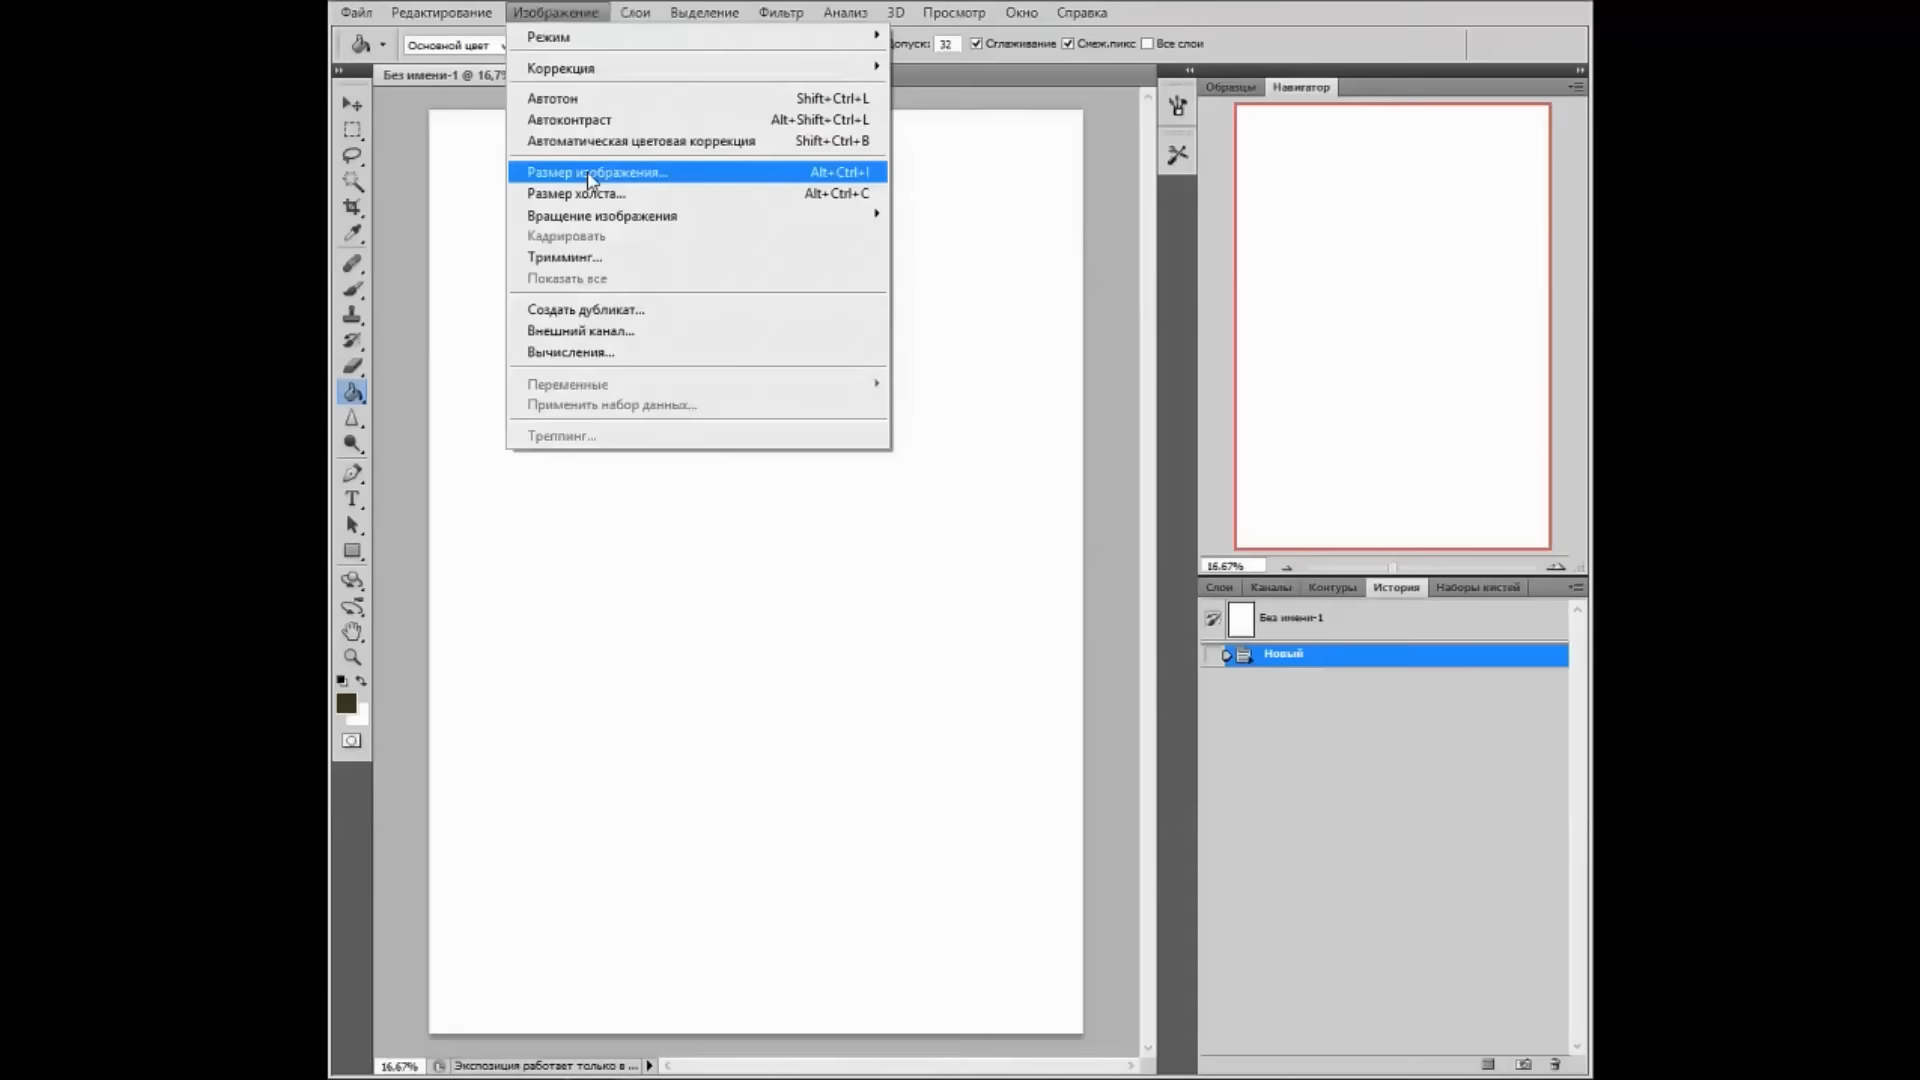 Файл Редактирование Изображение Слои Выделение Фильтр Анализ 3D Просмотр Окно Справка
Основной цвет
Допуск: 32 Сглаживание Смеж.пикс Все слои
Без имени-1 @ 16,7%
Режим
Коррекция
Автотон Shift+Ctrl+L
Автоконтраст Alt+Shift+Ctrl+L
Автоматическая цветовая коррекция Shift+Ctrl+B
Размер изображения... Alt+Ctrl+I
Размер холста... Alt+Ctrl+C
Вращение изображения
Кадрировать
Тримминг...
Показать все
Создать дубликат...
Внешний канал...
Вычисления...
Переменные
Применить набор данных...
Треппинг...
Образцы Навигатор
16.67%
Слои Каналы Контуры История Наборы кистей
Без имени-1
Новый
16.67% Экспозиция работает только в ...